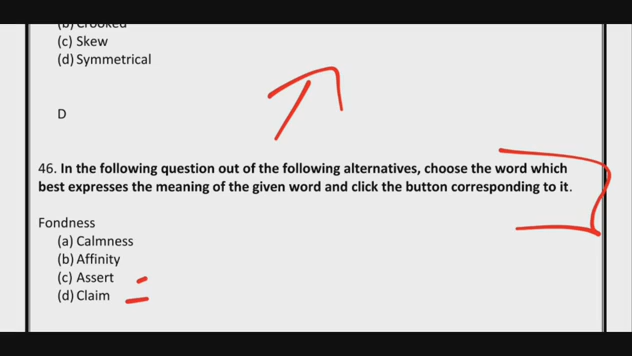 (b) Crooked
(c) Skew
(d) Symmetrical
D
46. In the following question out of the following alternatives, choose the word which
best expresses the meaning of the given word and click the button corresponding to it.
Fondness
(a) Calmness
(b) Affinity
(c) Assert
(d) Claim